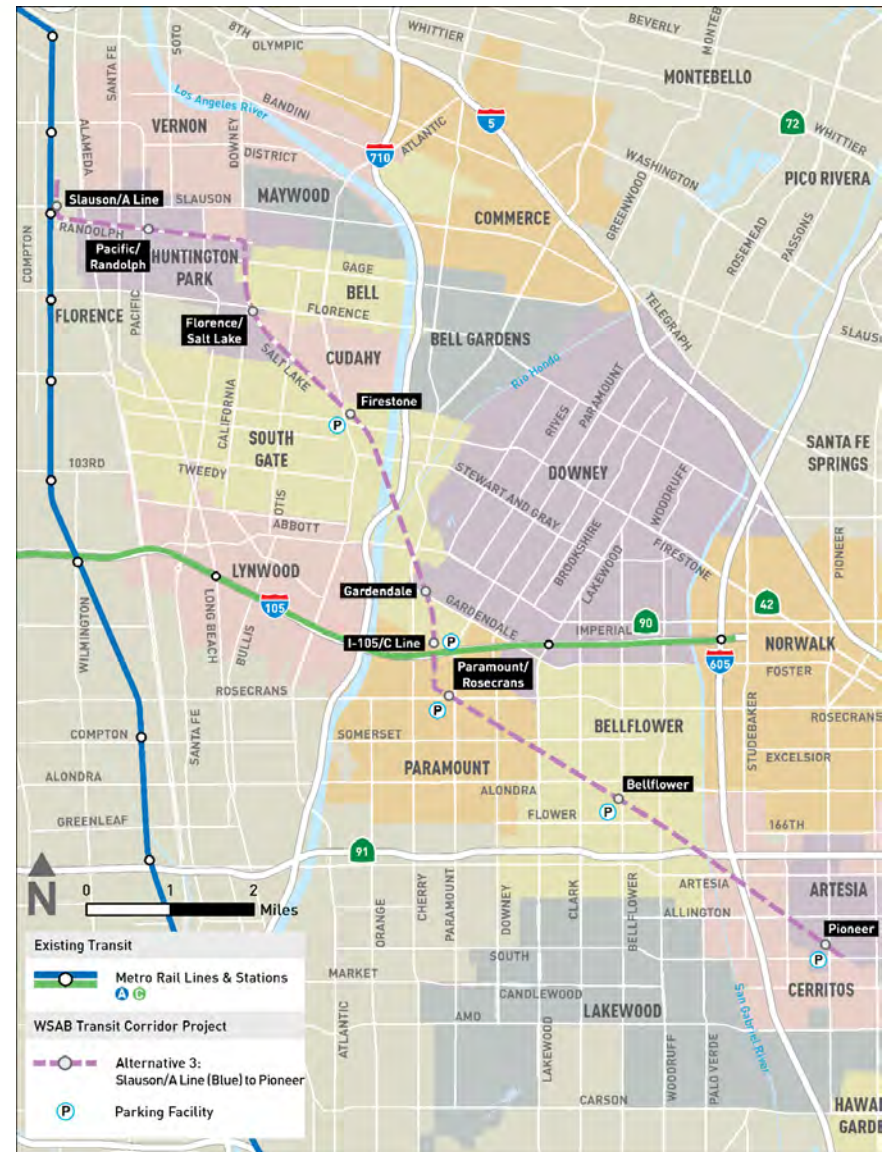 WHITTIER
BEVERLY
MONTEBELLO
8TH
OLYMPIC
SOTO
SANTA FE
MONTEBELLO
Los Angeles River
BANDINI
ATLANTIC
5
72
WHITTIER
VERNON
DOWNEY
DISTRICT
710
WASHINGTON
ALAMEDA
PICO RIVERA
MAYWOOD
GREENWOOD
Slauson/A Line
SLAUSON
COMMERCE
ROSEMEAD
PASSONS
RANDOLPH
COMPTON
Pacific/
Randolph
HUNTINGTON
PARK
GAGE
BELL
TELEGRAPH
FLORENCE
PACIFIC
FLORENCE
Florence/
Salt Lake
SLAUSON
BELL GARDENS
Rio Hondo
SALT LAKE
CUDAHY
PARAMOUNT
Firestone
RIVES
CALIFORNIA
P
SOUTH
GATE
SANTA FE
SPRINGS
103RD
TWEEDY
STEWART AND GRAY
DOWNEY
WOODRUFF
OTIS
ABBOTT
BROOKSHIRE
LAKEWOOD
FIRESTONE
PIONEER
LYNWOOD
Gardendale
GARDENDALE
42
105
LONG BEACH
BULLIS
WILMINGTON
IMPERIAL
90
I-105/C Line
P
NORWALK
Paramount/
Rosecrans
605
FOSTER
ROSECRANS
P
ROSECRANS
STUDEBAKER
SANTA FE
COMPTON
SOMERSET
BELLFLOWER
EXCELSIOR
PARAMOUNT
ALONDRA
ALONDRA
Bellflower
FLOWER
P
GREENLEAF
166TH
91
N
0 1 2
Miles
ORANGE
CHERRY
PARAMOUNT
DOWNEY
CLARK
BELLFLOWER
ARTESIA
ALLINGTON
ARTESIA
Pioneer
P
Existing Transit
Metro Rail Lines & Stations
A C
MARKET
SOUTH
CANDLEWOOD
CERRITOS
San Gabriel River
AMO
LAKEWOOD
ATLANTIC
LAKEWOOD
WOODRUFF
PALO VERDE
WSAB Transit Corridor Project
Alternative 3:
Slauson/A Line (Blue) to Pioneer
P Parking Facility
CARSON
HAWAI
GARDE